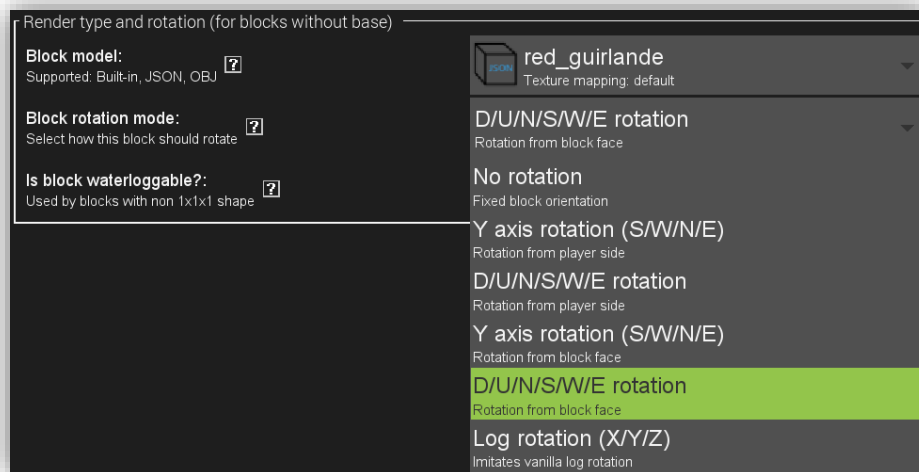 Render type and rotation (for blocks without base)
Block model:
Supported: Built-in, JSON, OBJ
?
JSON
red_guirlande
Texture mapping: default
Block rotation mode:
Select how this block should rotate
?
D/U/N/S/W/E rotation
Rotation from block face
Is block waterloggable?:
Used by blocks with non 1x1x1 shape
?
No rotation
Fixed block orientation
Y axis rotation (S/W/N/E)
Rotation from player side
D/U/N/S/W/E rotation
Rotation from player side
Y axis rotation (S/W/N/E)
Rotation from block face
D/U/N/S/W/E rotation
Rotation from block face
Log rotation (X/Y/Z)
Imitates vanilla log rotation